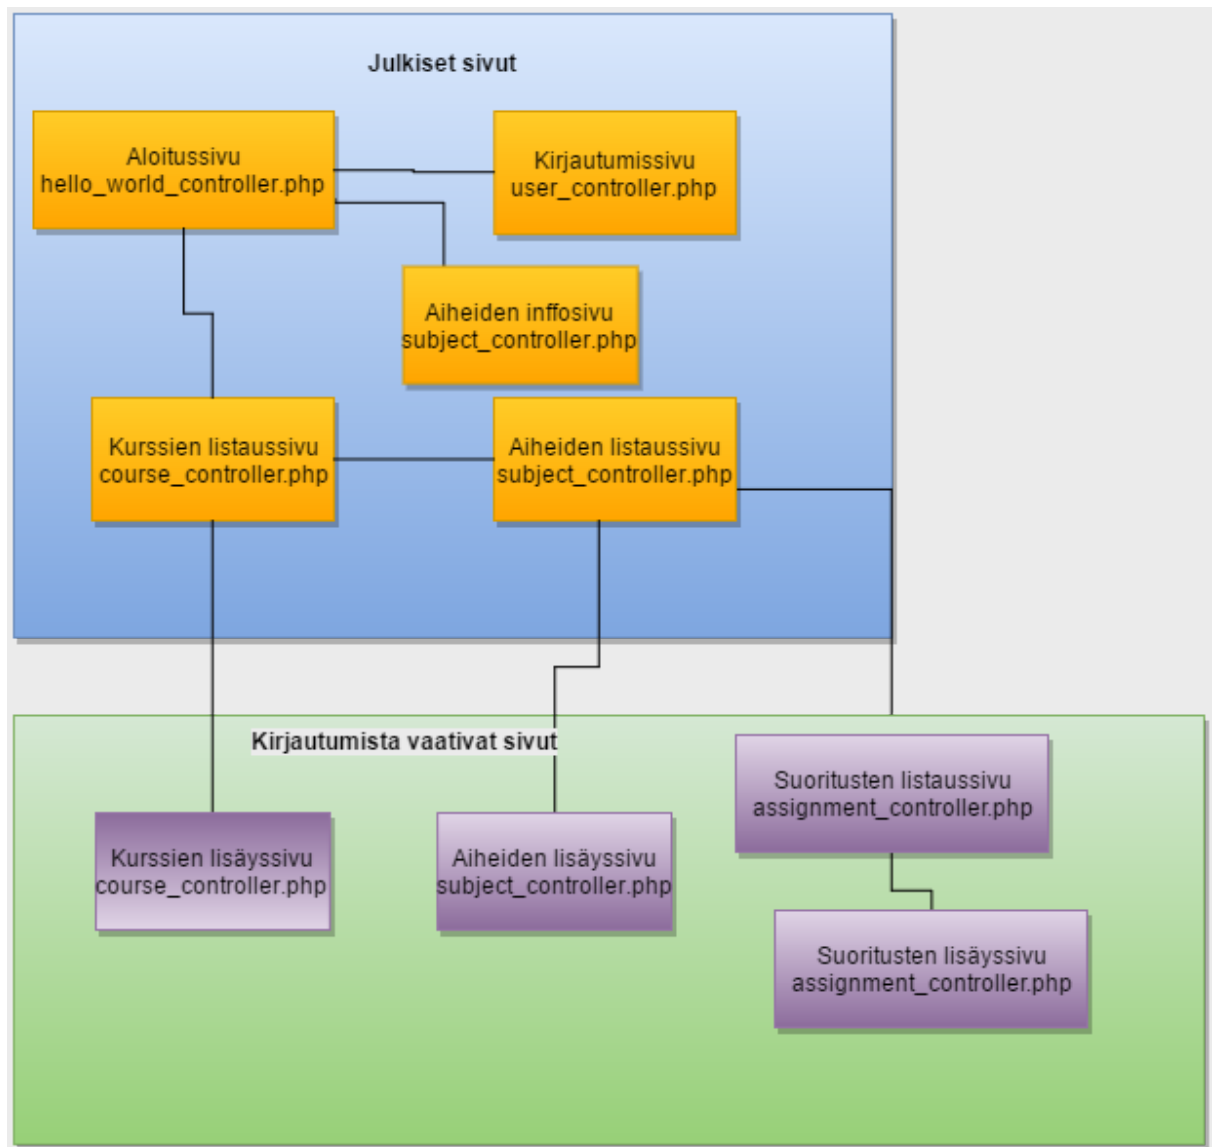 Julkiset sivut
Aloitussivu
hello_world_controller.php
Kirjautumissivu
user_controller.php
Aiheiden inffosivu
subject_controller.php
Kurssien listaussivu
course_controller.php
Aiheiden listaussivu
subject_controller.php
Kirjautumista vaativat sivut
Suoritusten listaussivu
assignment_controller.php
Kurssien lisäyssivu
course_controller.php
Aiheiden lisäyssivu
subject_controller.php
Suoritusten lisäyssivu
assignment_controller.php